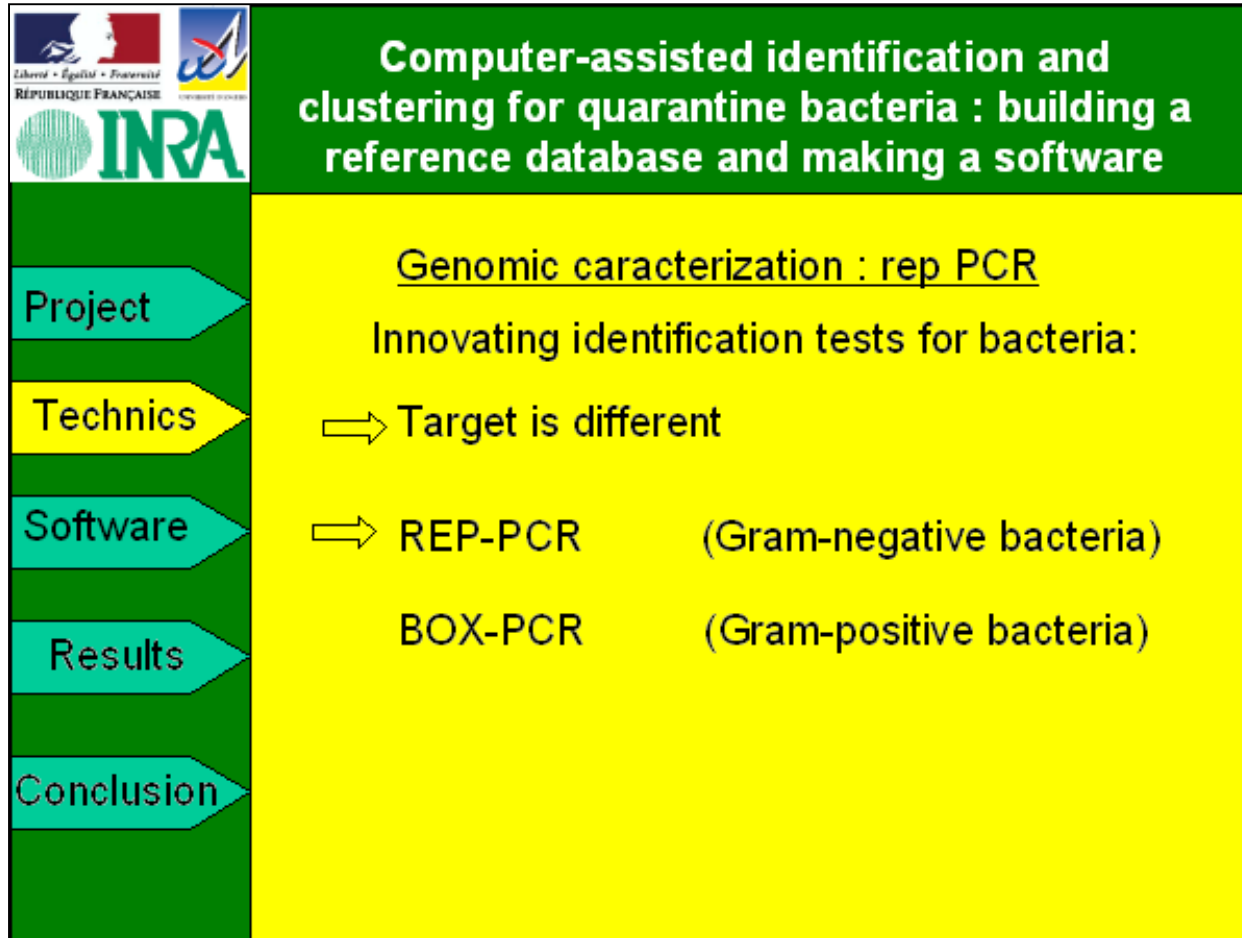 Liberté • Égalité • Fraternité
RÉPUBLIQUE FRANÇAISE
INRA
Computer-assisted identification and
clustering for quarantine bacteria : building a
reference database and making a software
Project
Technics
Software
Results
Conclusion
Genomic caracterization : rep PCR
Innovating identification tests for bacteria:
⇨ Target is different
⇨ REP-PCR (Gram-negative bacteria)
BOX-PCR (Gram-positive bacteria)